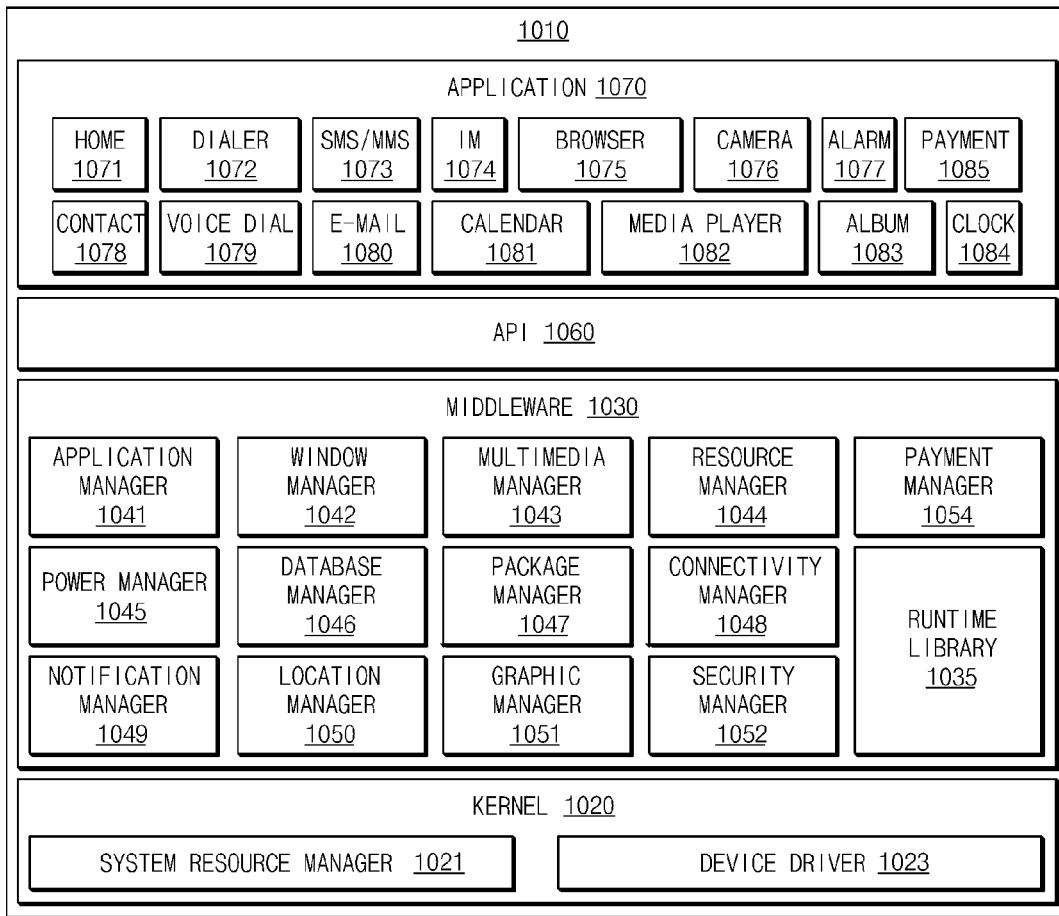 1010
APPLICATION 1070
HOME
1071
DIALER
1072
SMS/MMS
1073
IM
1074
BROWSER
1075
CAMERA
1076
ALARM
1077
PAYMENT
1085
CONTACT
1078
VOICE DIAL
1079
E-MAIL
1080
CALENDAR
1081
MEDIA PLAYER
1082
ALBUM
1083
CLOCK
1084
API 1060
MIDDLEWARE 1030
APPLICATION
MANAGER
1041
WINDOW
MANAGER
1042
MULTIMEDIA
MANAGER
1043
RESOURCE
MANAGER
1044
PAYMENT
MANAGER
1054
POWER MANAGER
1045
DATABASE
MANAGER
1046
PACKAGE
MANAGER
1047
CONNECTIVITY
MANAGER
1048
RUNTIME
LIBRARY
1035
NOTIFICATION
MANAGER
1049
LOCATION
MANAGER
1050
GRAPHIC
MANAGER
1051
SECURITY
MANAGER
1052
KERNEL 1020
SYSTEM RESOURCE MANAGER 1021
DEVICE DRIVER 1023